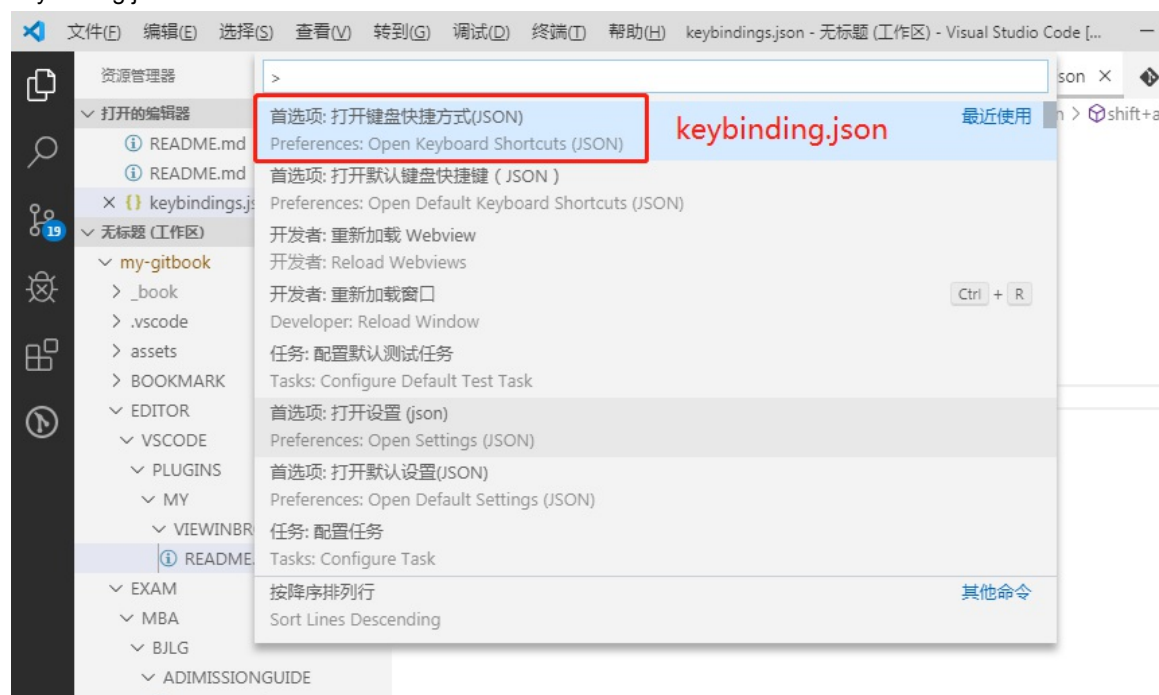 文件(F) 编辑(E) 选择(S) 查看(V) 转到(G) 调试(D) 终端(T) 帮助(H) keybindings.json - 无标题 (工作区) - Visual Studio Code [...
资源管理器
>
son ×
打开的编辑器
首选项: 打开键盘快捷方式(JSON)
最近使用
Preferences: Open Keyboard Shortcuts (JSON)
keybinding.json
README.md
README.md
keybindings.js
> shift+a
首选项: 打开默认键盘快捷键 ( JSON )
Preferences: Open Default Keyboard Shortcuts (JSON)
19
无标题 (工作区)
开发者: 重新加载 Webview
开发者: Reload Webviews
my-gitbook
_book
开发者: 重新加载窗口
Ctrl + R
Developer: Reload Window
.vscode
assets
任务: 配置默认测试任务
Tasks: Configure Default Test Task
BOOKMARK
EDITOR
首选项: 打开设置 (json)
Preferences: Open Settings (JSON)
VSCODE
PLUGINS
首选项: 打开默认设置(JSON)
Preferences: Open Default Settings (JSON)
MY
VIEWINBR
任务: 配置任务
Tasks: Configure Task
README.
EXAM
按降序排列行
其他命令
Sort Lines Descending
MBA
BJLG
ADIMISSIONGUIDE